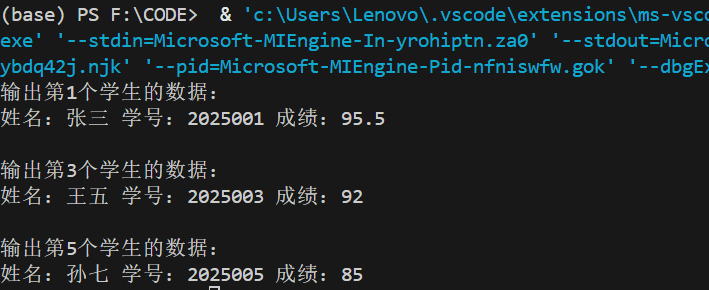 (base) PS F:\CODE>  & 'c:\Users\Lenovo\.vscode\extensions\ms-vsc
exe' '--stdin=Microsoft-MIEngine-In-yrohiptn.za0' '--stdout=Micro
ybdq42j.njk' '--pid=Microsoft-MIEngine-Pid-nfniswfw.gok' '--dbgEx
输出第1个学生的数据：
姓名：张三 学号：2025001 成绩：95.5
输出第3个学生的数据：
姓名：王五 学号：2025003 成绩：92
输出第5个学生的数据：
姓名：孙七 学号：2025005 成绩：85